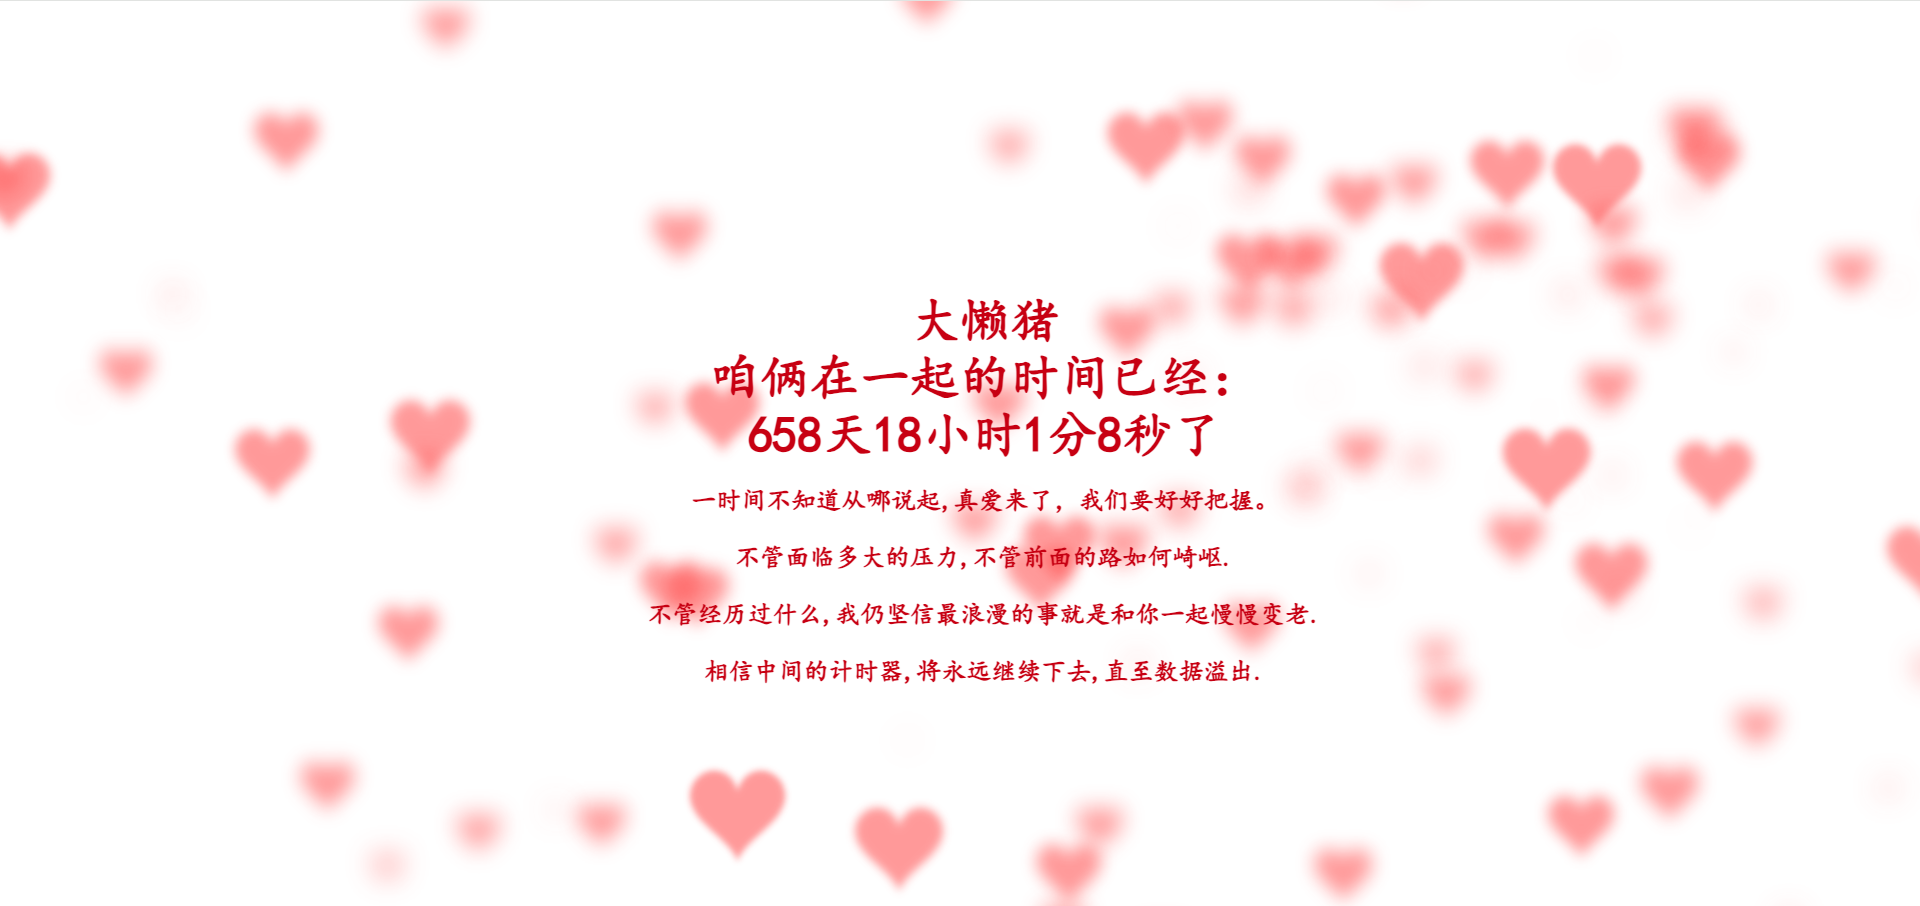 大懒猪
咱俩在一起的时间已经：
658天18小时1分8秒了
一时间不知道从哪说起,真爱来了，我们要好好把握。
不管面临多大的压力,不管前面的路如何崎岖.
不管经历过什么,我仍坚信最浪漫的事就是和你一起慢慢变老.
相信中间的计时器,将永远继续下去,直至数据溢出.